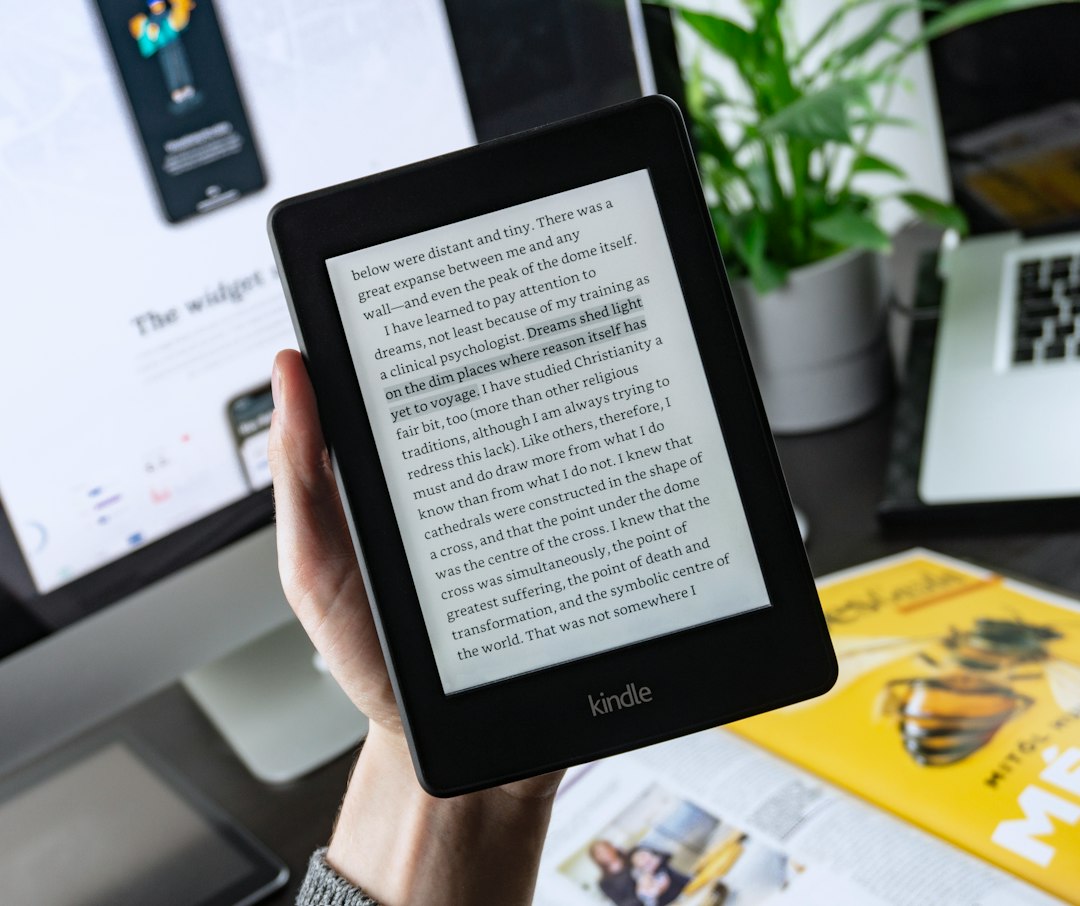 The widget
below were distant and tiny. There was a
great expanse between me and any
wall—and even the peak of the dome itself.
I have learned to pay attention to
dreams, not least because of my training as
a clinical psychologist. Dreams shed light
on the dim places where reason itself has
yet to voyage. I have studied Christianity a
fair bit, too (more than other religious
traditions, although I am always trying to
redress this lack). Like others, therefore, I
must and do draw more from what I do
know than from what I do not. I knew that
cathedrals were constructed in the shape of
a cross, and that the point under the dome
was the centre of the cross. I knew that the
cross was simultaneously, the point of
greatest suffering, the point of death and
transformation, and the symbolic centre of
the world. That was not somewhere I
kindle
MITŐL
MÉ